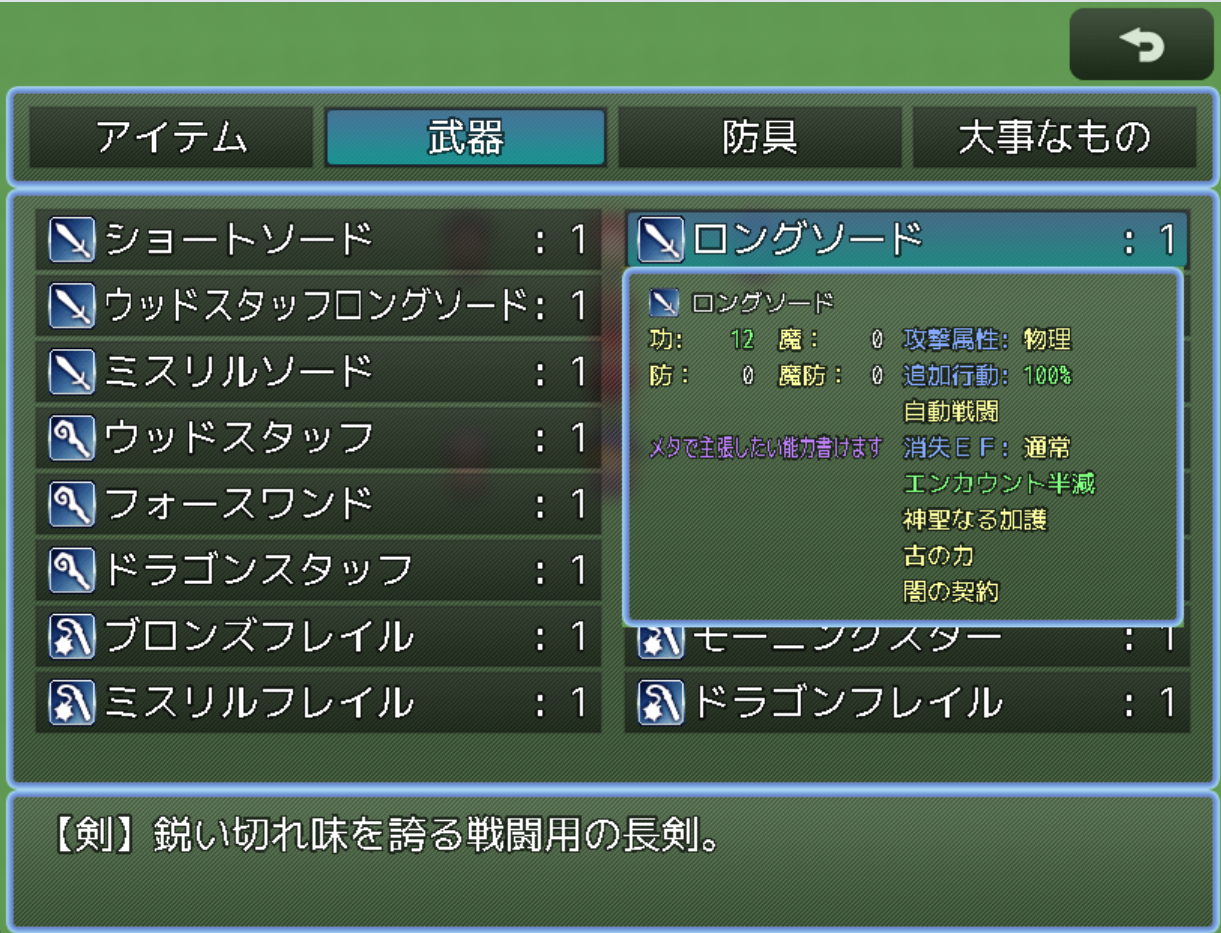 アイテム 武器 防具 大事なもの
ショートソード : 1
ロングソード : 1
ウッドスタッフロングソード: 1
ミスリルソード : 1
ウッドスタッフ : 1
フォースワンド : 1
ドラゴンスタッフ : 1
ブロンズフレイル : 1
モーニングスター : 1
ミスリルフレイル : 1
ドラゴンフレイル : 1
ロングソード
功: 12 魔: 0 攻撃属性: 物理
防: 0 魔防: 0 追加行動: 100%
自動戦闘
メタで主張したい能力書けます 消失ＥＦ: 通常
エンカウント半減
神聖なる加護
古の力
闇の契約
【剣】鋭い切れ味を誇る戦闘用の長剣。